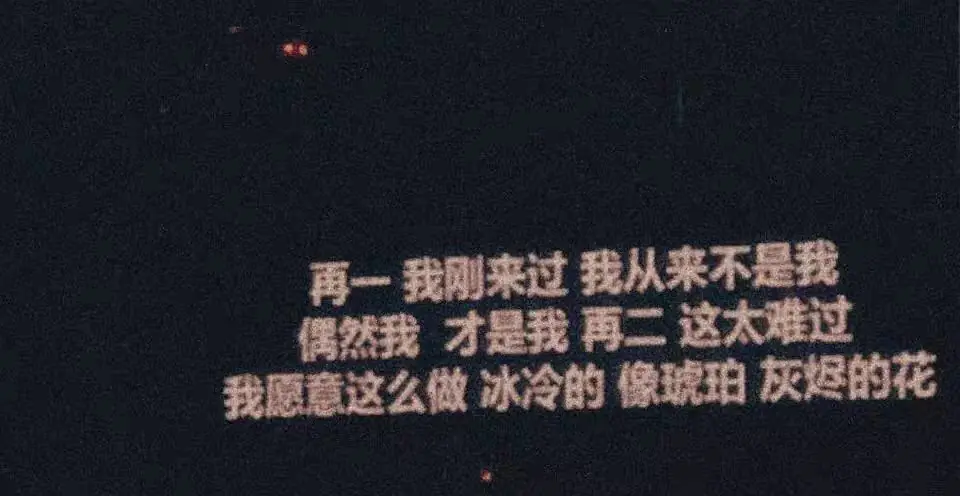 再一 我刚来过 我从来不是我
偶然我 才是我 再二 这太难过
我愿意这么做 冰冷的 像琥珀 灰烬的花